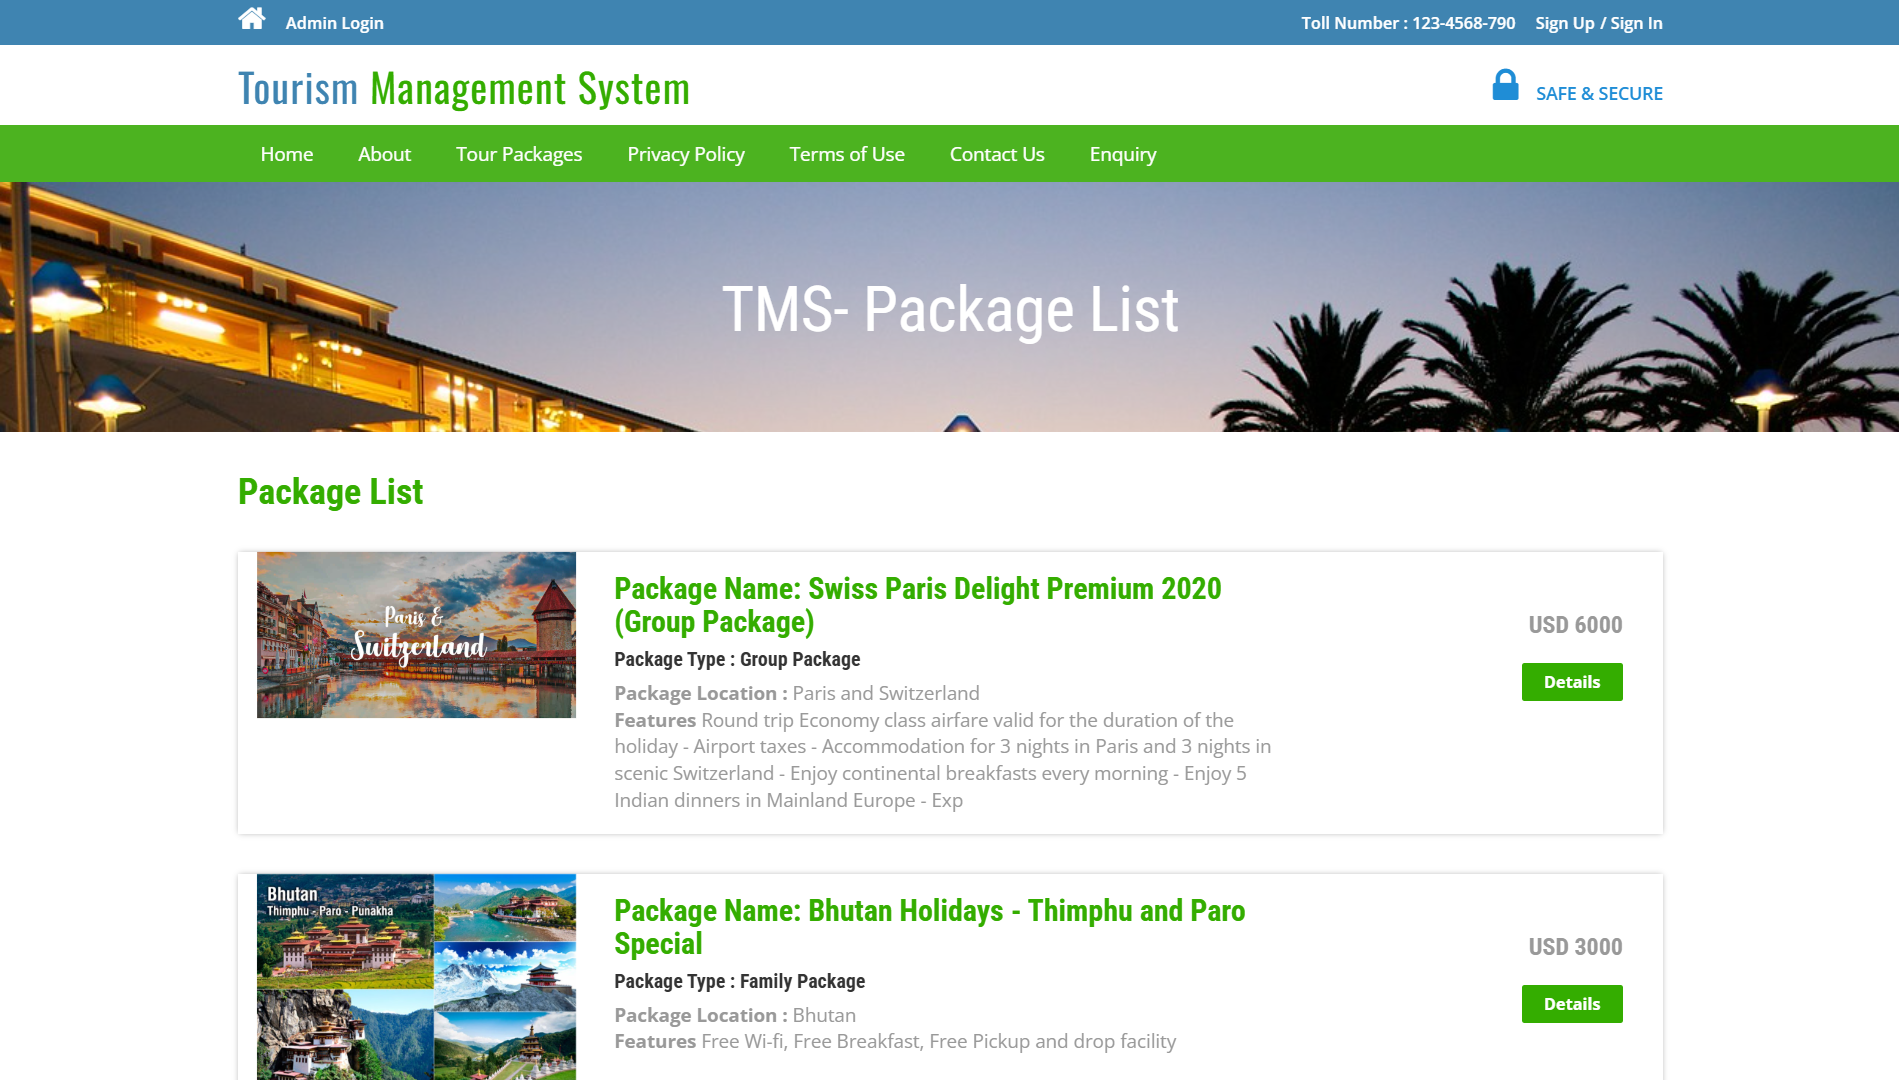 Admin Login
Toll Number : 123-4568-790
Sign Up / Sign In
Tourism Management System
SAFE & SECURE
Home
About
Tour Packages
Privacy Policy
Terms of Use
Contact Us
Enquiry
TMS- Package List
Package List
Paris &
Switzerland
Package Name: Swiss Paris Delight Premium 2020
(Group Package)
Package Type : Group Package
Package Location : Paris and Switzerland
Features Round trip Economy class airfare valid for the duration of the
holiday - Airport taxes - Accommodation for 3 nights in Paris and 3 nights in
scenic Switzerland - Enjoy continental breakfasts every morning - Enjoy 5
Indian dinners in Mainland Europe - Exp
USD 6000
Details
Bhutan
Thimphu - Paro - Punakha
Package Name: Bhutan Holidays - Thimphu and Paro
Special
Package Type : Family Package
Package Location : Bhutan
Features Free Wi-fi, Free Breakfast, Free Pickup and drop facility
USD 3000
Details